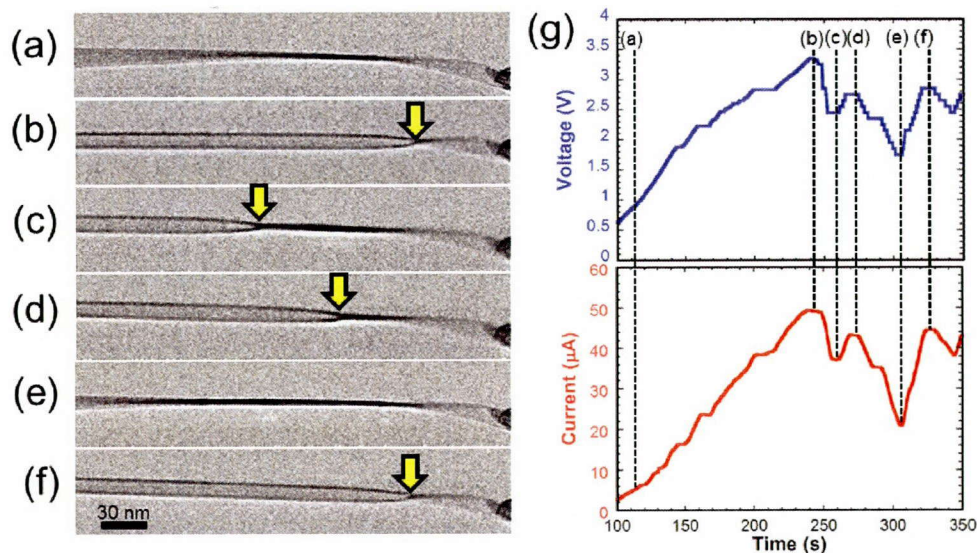 (a)
(b)
(c)
(d)
(e)
(f)
30 nm
(g)
(a)
(b)
(c)
(d)
(e)
(f)
Voltage (V)
4
3.5
3
2.5
2
1.5
1
0.5
0
Current (µA)
60
50
40
30
20
10
0
100
150
200
250
300
350
Time (s)